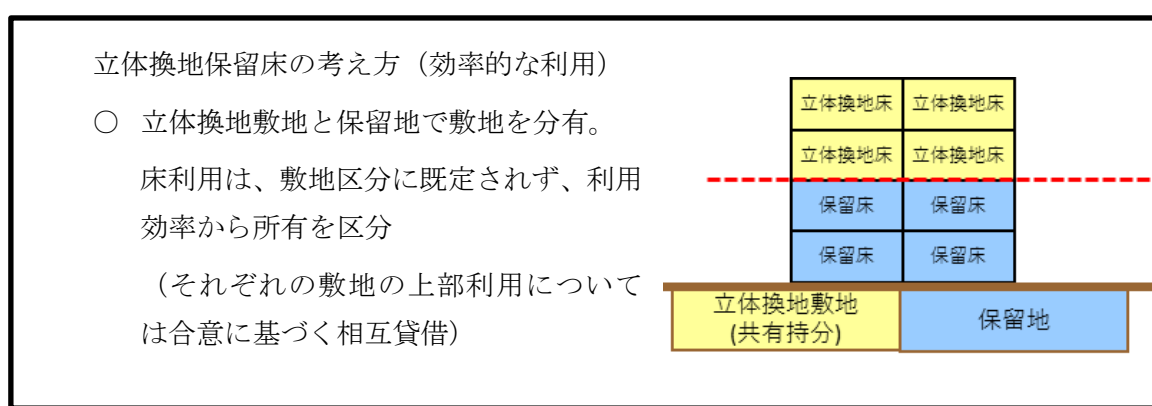 立体換地保留床の考え方（効率的な利用）
○ 立体換地敷地と保留地で敷地を分有。
床利用は、敷地区分に既定されず、利用
効率から所有を区分
（それぞれの敷地の上部利用について
は合意に基づく相互貸借）
立体換地床 立体換地床
立体換地床 立体換地床
保留床 保留床
保留床 保留床
立体換地敷地
(共有持分)
保留地